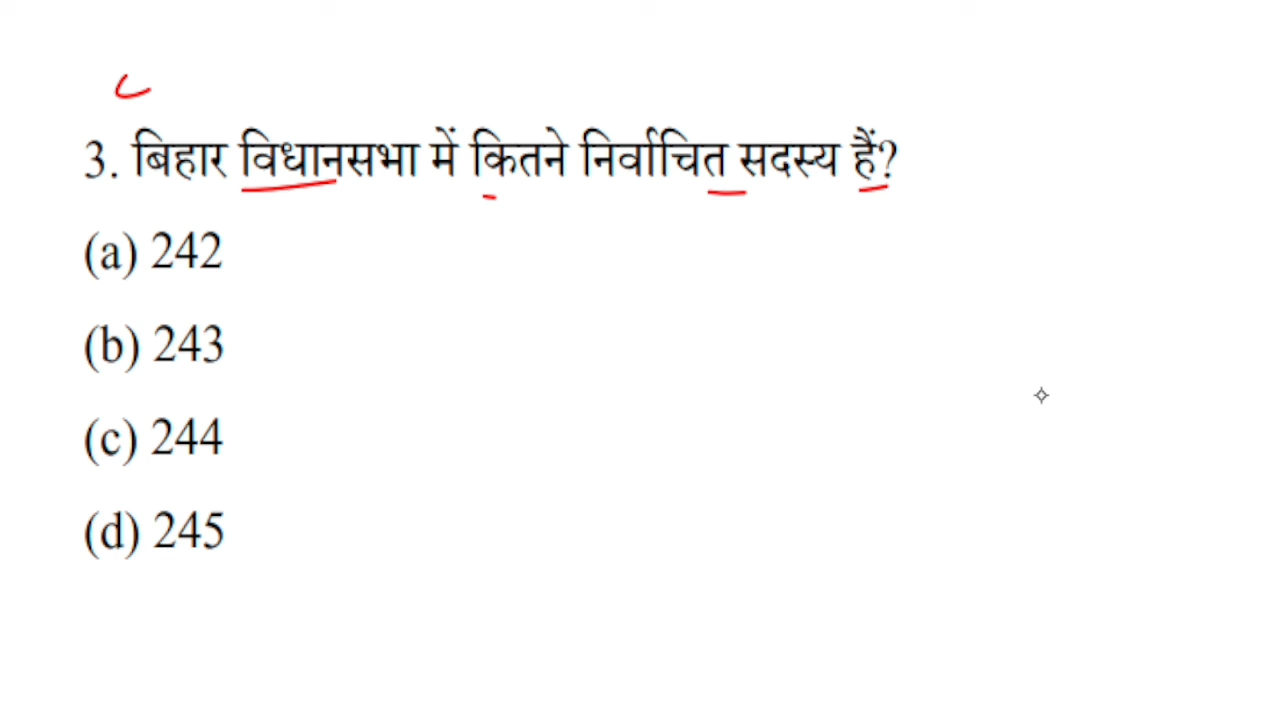 3. बिहार विधानसभा में कितने निर्वाचित सदस्य हैं?
(a) 242
(b) 243
(c) 244
(d) 245